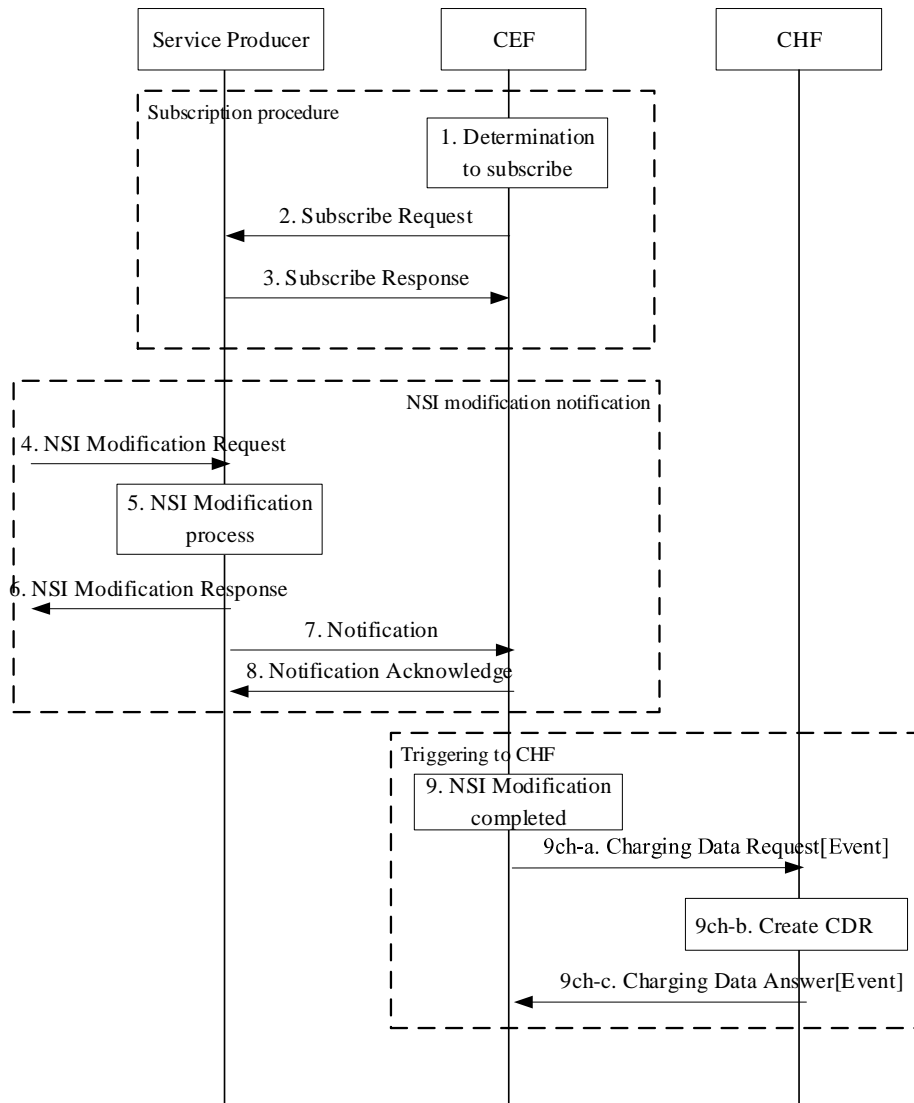 Service Producer
CEF
CHF
Subscription procedure
1. Determination
to subscribe
2. Subscribe Request
3. Subscribe Response
NSI modification notification
4. NSI Modification Request
5. NSI Modification
process
6. NSI Modification Response
7. Notification
8. Notification Acknowledge
Triggering to CHF
9. NSI Modification
completed
9ch-a. Charging Data Request[Event]
9ch-b. Create CDR
9ch-c. Charging Data Answer[Event]